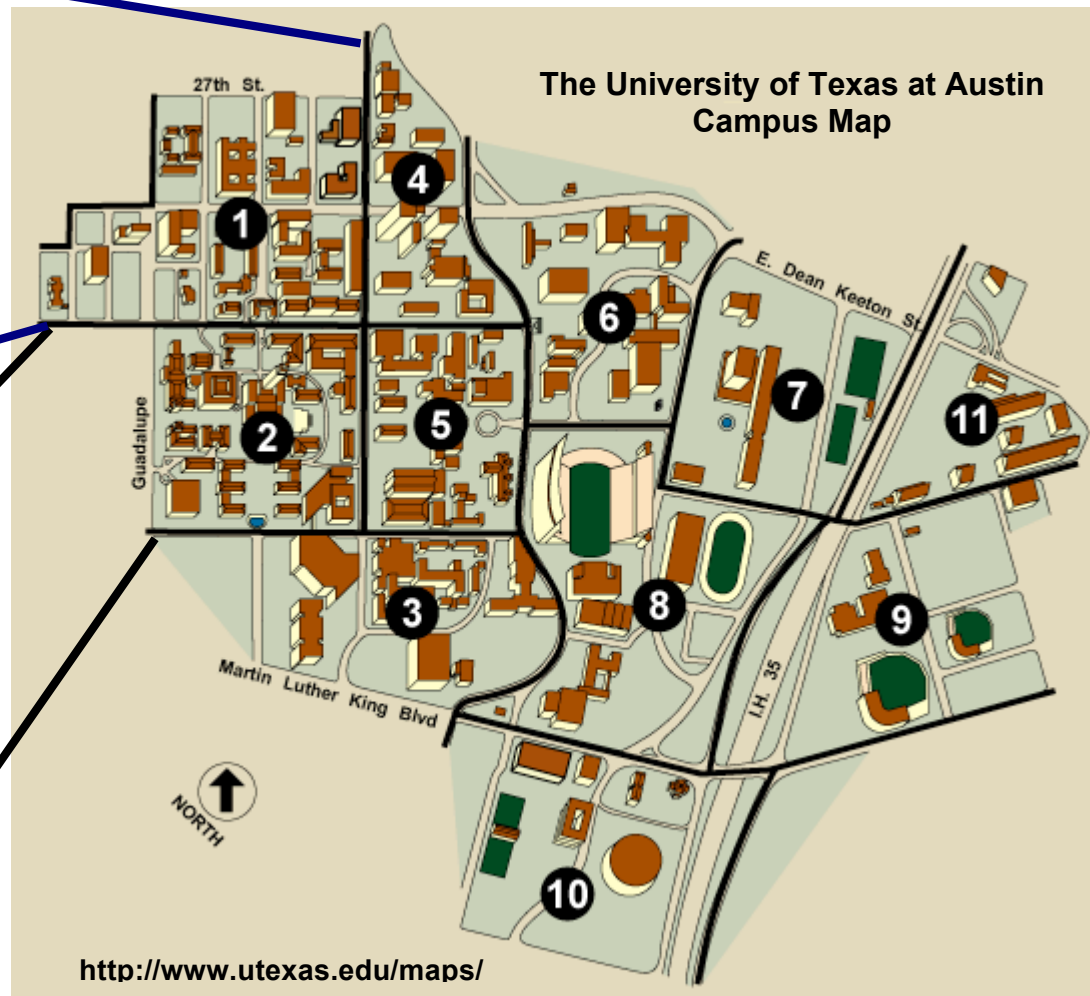 The University of Texas at Austin
Campus Map
27th St.
4
1
E. Dean Keeton St.
6
7
11
Guadalupe
2
5
8
3
9
Martin Luther King Blvd
I.H. 35
NORTH
10
http://www.utexas.edu/maps/